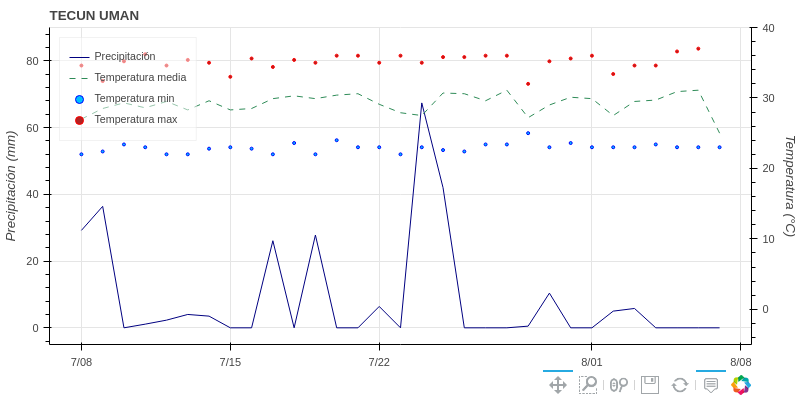 TECUN UMAN
Precipitación
Temperatura media
Temperatura min
Temperatura max
Precipitación (mm)
80
60
40
20
0
Temperatura (°C)
40
30
20
10
0
7/08
7/15
7/22
8/01
8/08